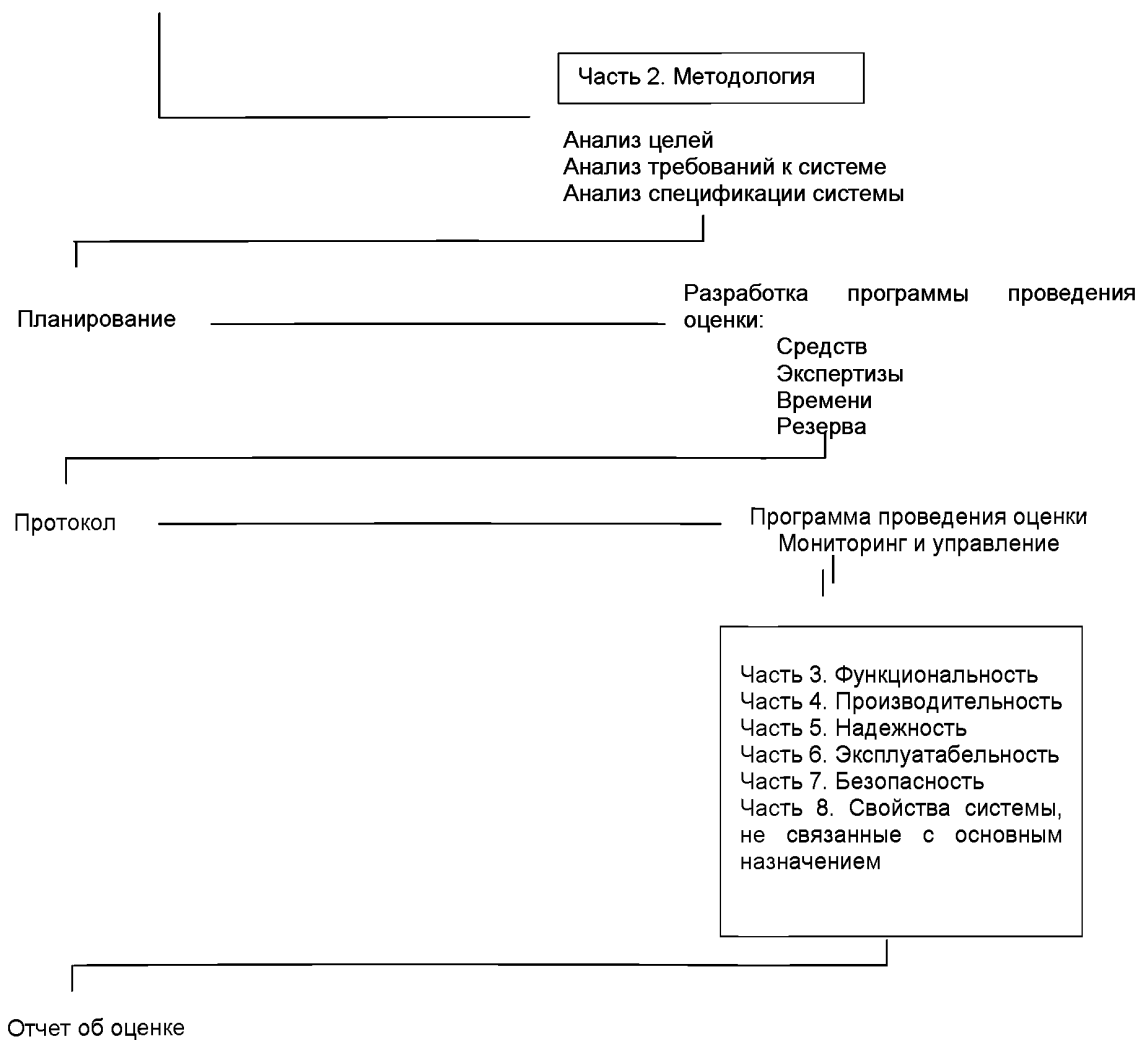 Часть 2. Методология
Анализ целей
Анализ требований к системе
Анализ спецификации системы
Планирование
Разработка программы проведения
оценки:
Средств
Экспертизы
Времени
Резерва
Протокол
Программа проведения оценки
Мониторинг и управление
Часть 3. Функциональность
Часть 4. Производительность
Часть 5. Надежность
Часть 6. Эксплуатабельность
Часть 7. Безопасность
Часть 8. Свойства системы,
не связанные с основным
назначением
Отчет об оценке